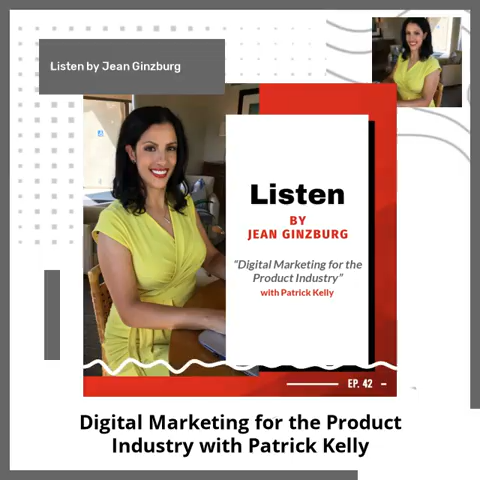 Listen by Jean Ginzburg
Listen
BY
JEAN GINZBURG
“Digital Marketing for the
Product Industry”
with Patrick Kelly
EP. 42
Digital Marketing for the Product
Industry with Patrick Kelly